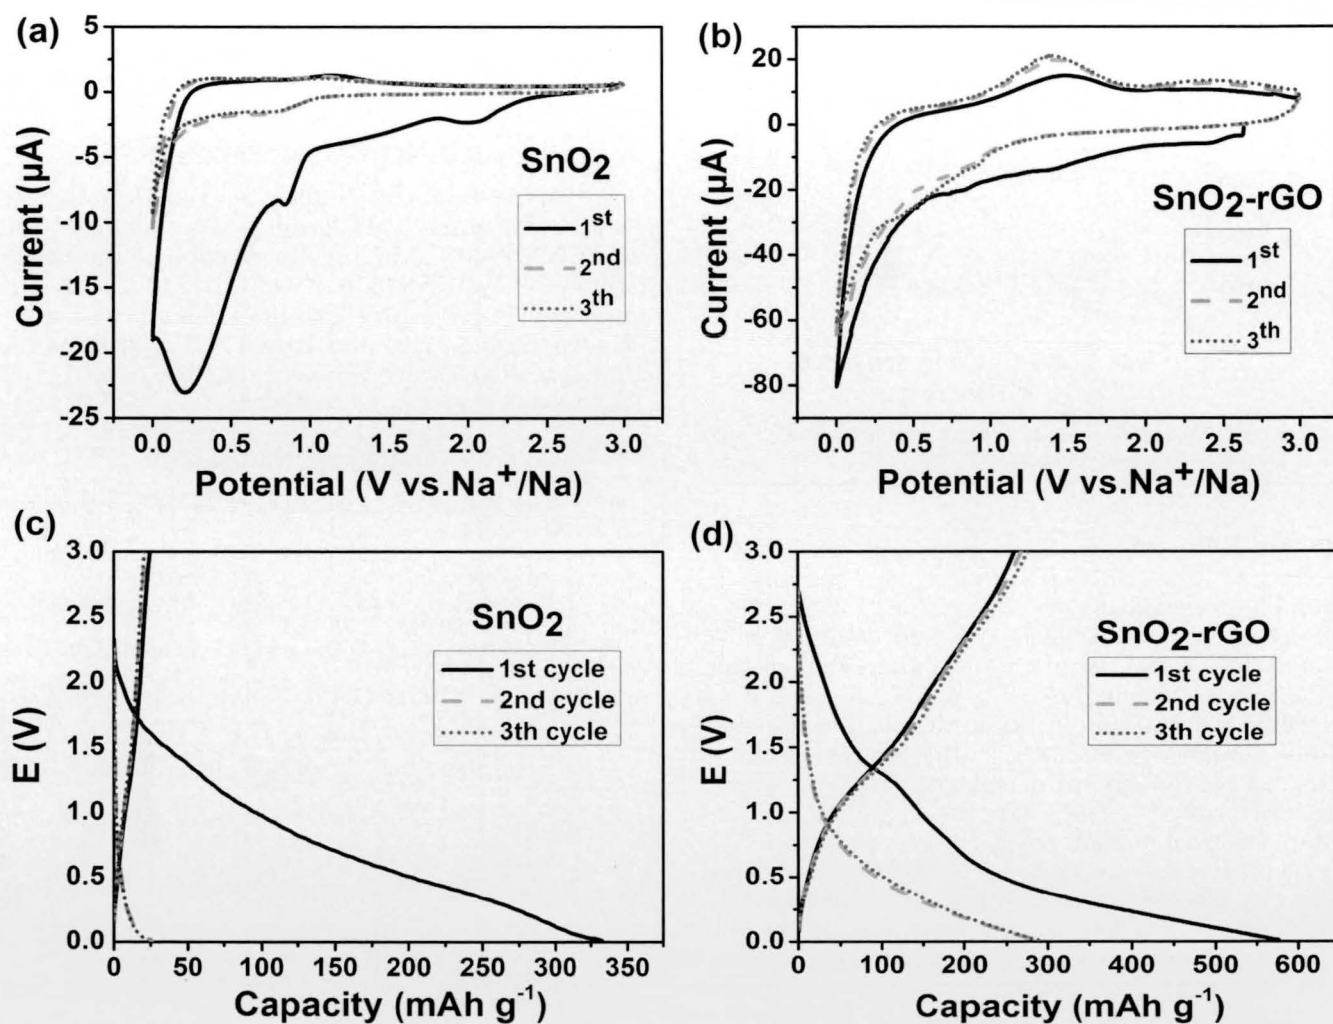 (a)
5
0
-5
-10
-15
-20
-25
Current (µA)
SnO2
1st
2nd
3th
0.0 0.5 1.0 1.5 2.0 2.5 3.0
Potential (V vs.Na+/Na)
(b)
20
0
-20
-40
-60
-80
Current (µA)
SnO2-rGO
1st
2nd
3th
0.0 0.5 1.0 1.5 2.0 2.5 3.0
Potential (V vs.Na+/Na)
(c)
3.0
2.5
2.0
1.5
1.0
0.5
0.0
E (V)
SnO2
1st cycle
2nd cycle
3th cycle
0 50 100 150 200 250 300 350
Capacity (mAh g-1)
(d)
3.0
2.5
2.0
1.5
1.0
0.5
0.0
E (V)
SnO2-rGO
1st cycle
2nd cycle
3th cycle
0 100 200 300 400 500 600
Capacity (mAh g-1)